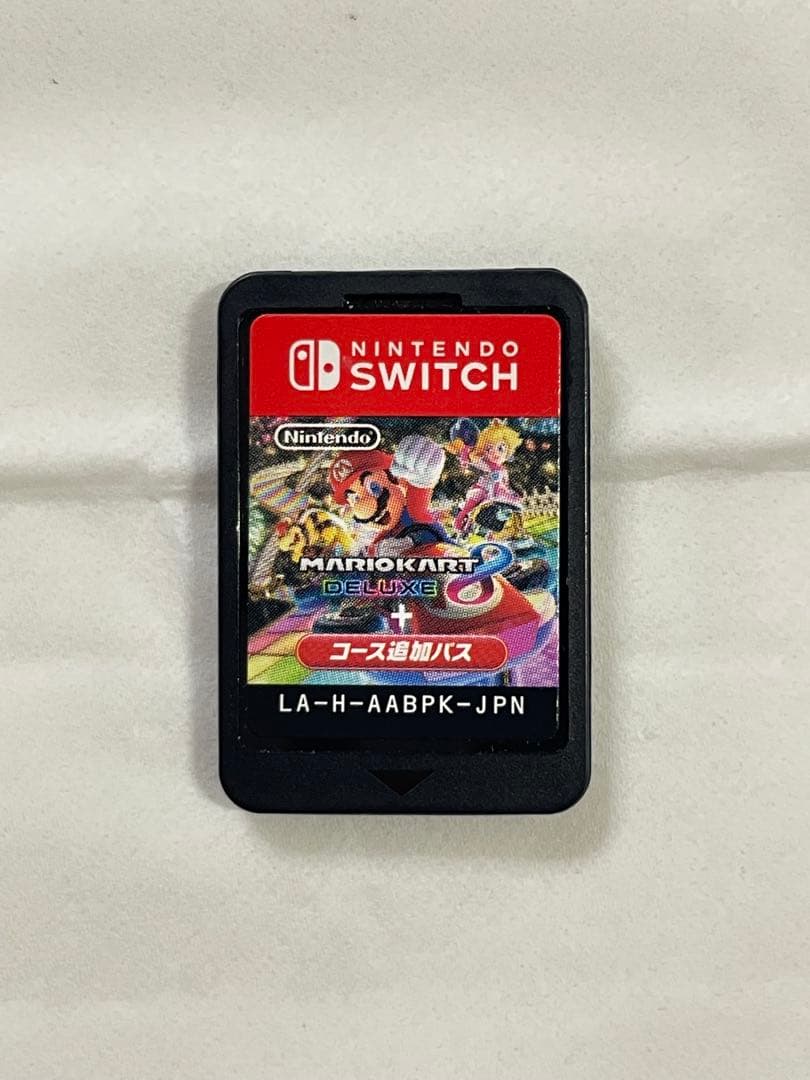 NINTENDO
SWITCH
Nintendo
M
MARIOKART 8
DELUXE
+
コース追加パス
LA-H-AABPK-JPN